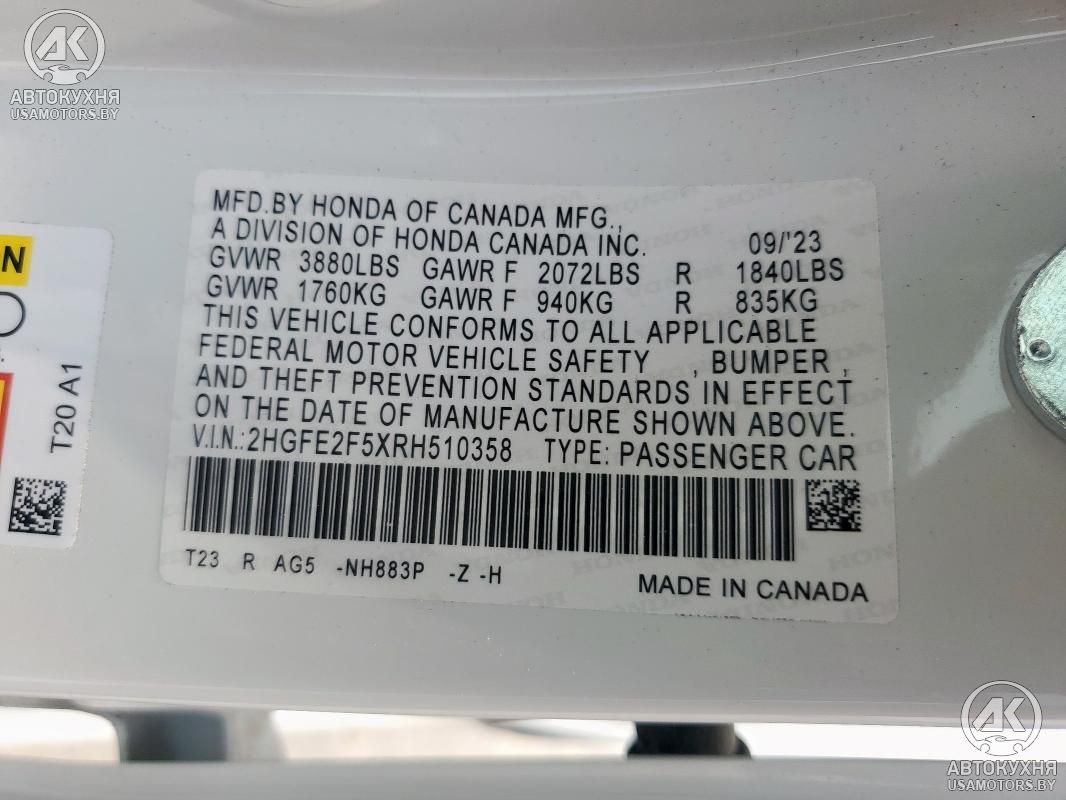 AK
АВТОКУХНЯ
USAMOTORS.BY
MFD.BY HONDA OF CANADA MFG.,
A DIVISION OF HONDA CANADA INC. 09/'23
GVWR 3880LBS GAWR F 2072LBS R 1840LBS
GVWR 1760KG GAWR F 940KG R 835KG
THIS VEHICLE CONFORMS TO ALL APPLICABLE
FEDERAL MOTOR VEHICLE SAFETY , BUMPER ,
AND THEFT PREVENTION STANDARDS IN EFFECT
ON THE DATE OF MANUFACTURE SHOWN ABOVE.
V.I.N.: 2HGFE2F5XRH510358 TYPE: PASSENGER CAR
T23 R AG5 -NH883P -Z -H
MADE IN CANADA
N
T20 A1
AK
АВТОКУХНЯ
USAMOTORS.BY